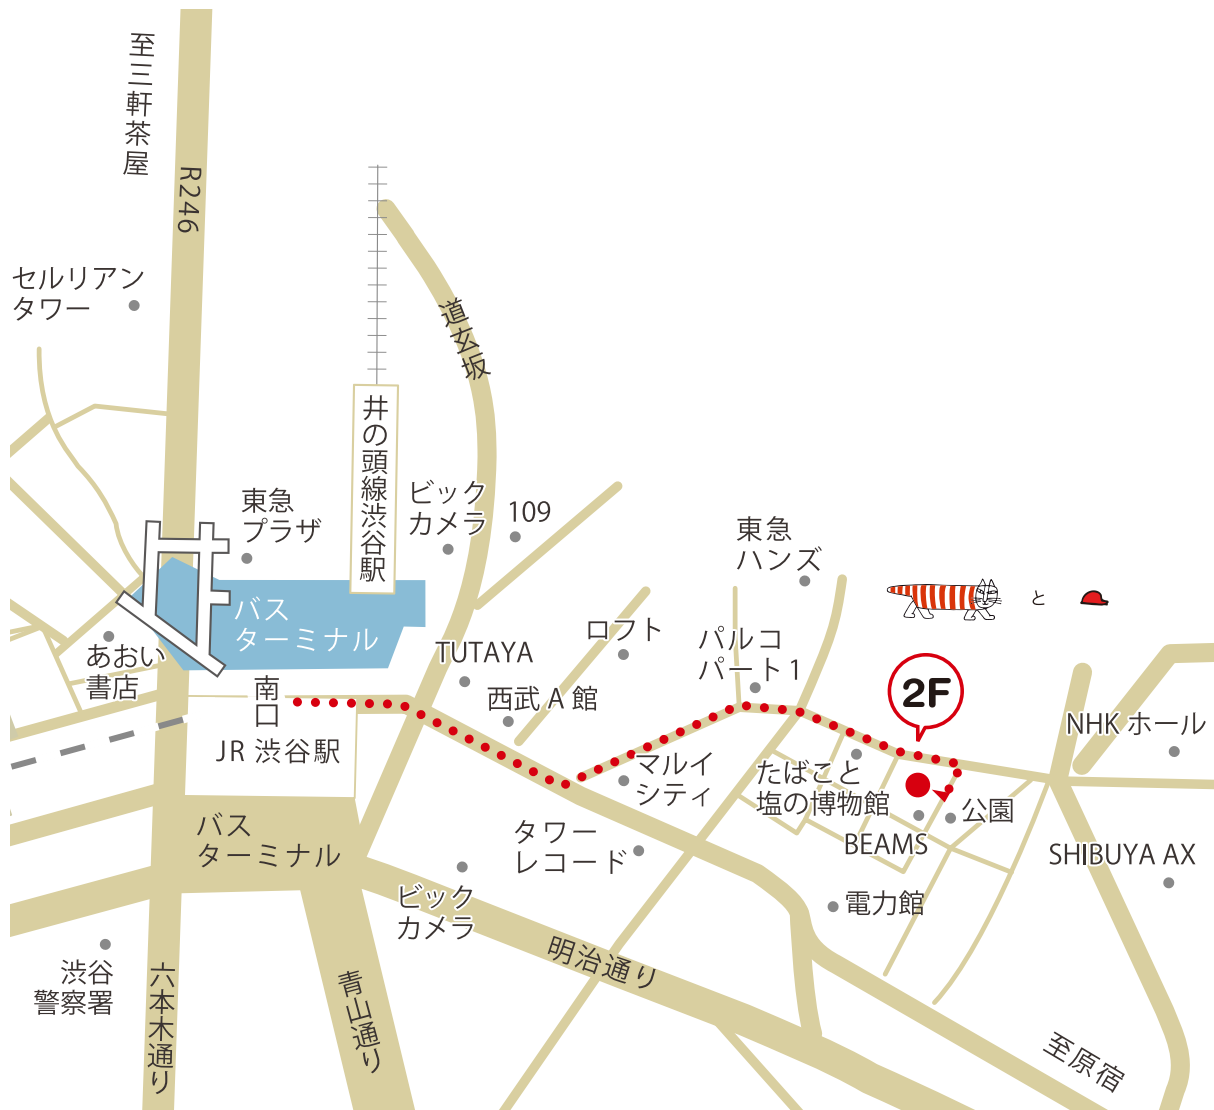 至三軒茶屋
R246
セルリアン
タワー
道玄坂
井の頭線渋谷駅
東急
プラザ
ビック
カメラ
109
東急
ハンズ
と
バス
ターミナル
あおい
書店
TUTAYA
ロフト
パルコ
パート1
南口
西武 A 館
2F
NHK ホール
JR 渋谷駅
マルイ
シティ
たばこと
塩の博物館
公園
バス
ターミナル
タワー
レコード
BEAMS
SHIBUYA AX
ビック
カメラ
電力館
渋谷
警察署
六本木通り
青山通り
明治通り
至原宿